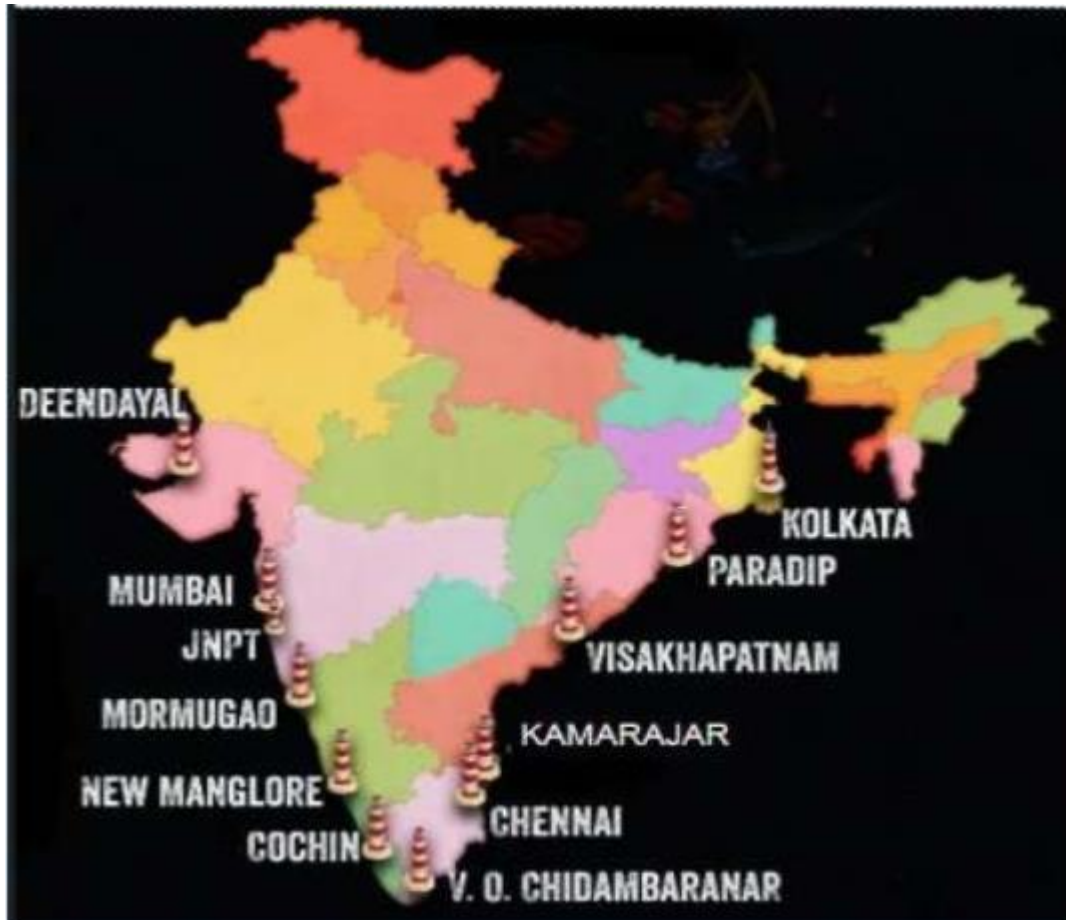 DEENDAYAL
KOLKATA
PARADIP
MUMBAI
JNPT
VISAKHAPATNAM
MORMUGAO
KAMARAJAR
NEW MANGLORE
CHENNAI
COCHIN
V. O. CHIDAMBARANAR